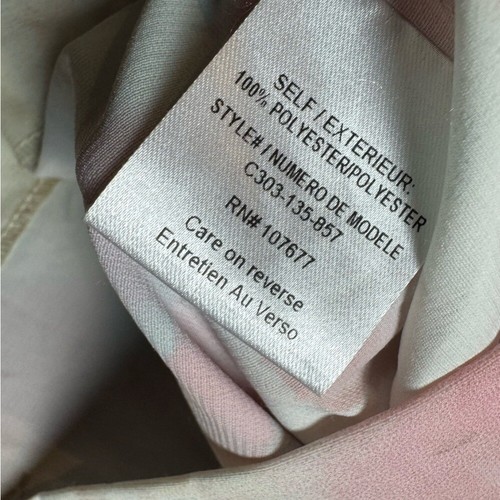 SELF / EXTERIEUR:
100% POLYESTER/POLYESTER
STYLE# / NUMERO DE MODELE
C303-135-857
RN# 107677
Care on reverse
Entretien Au Verso